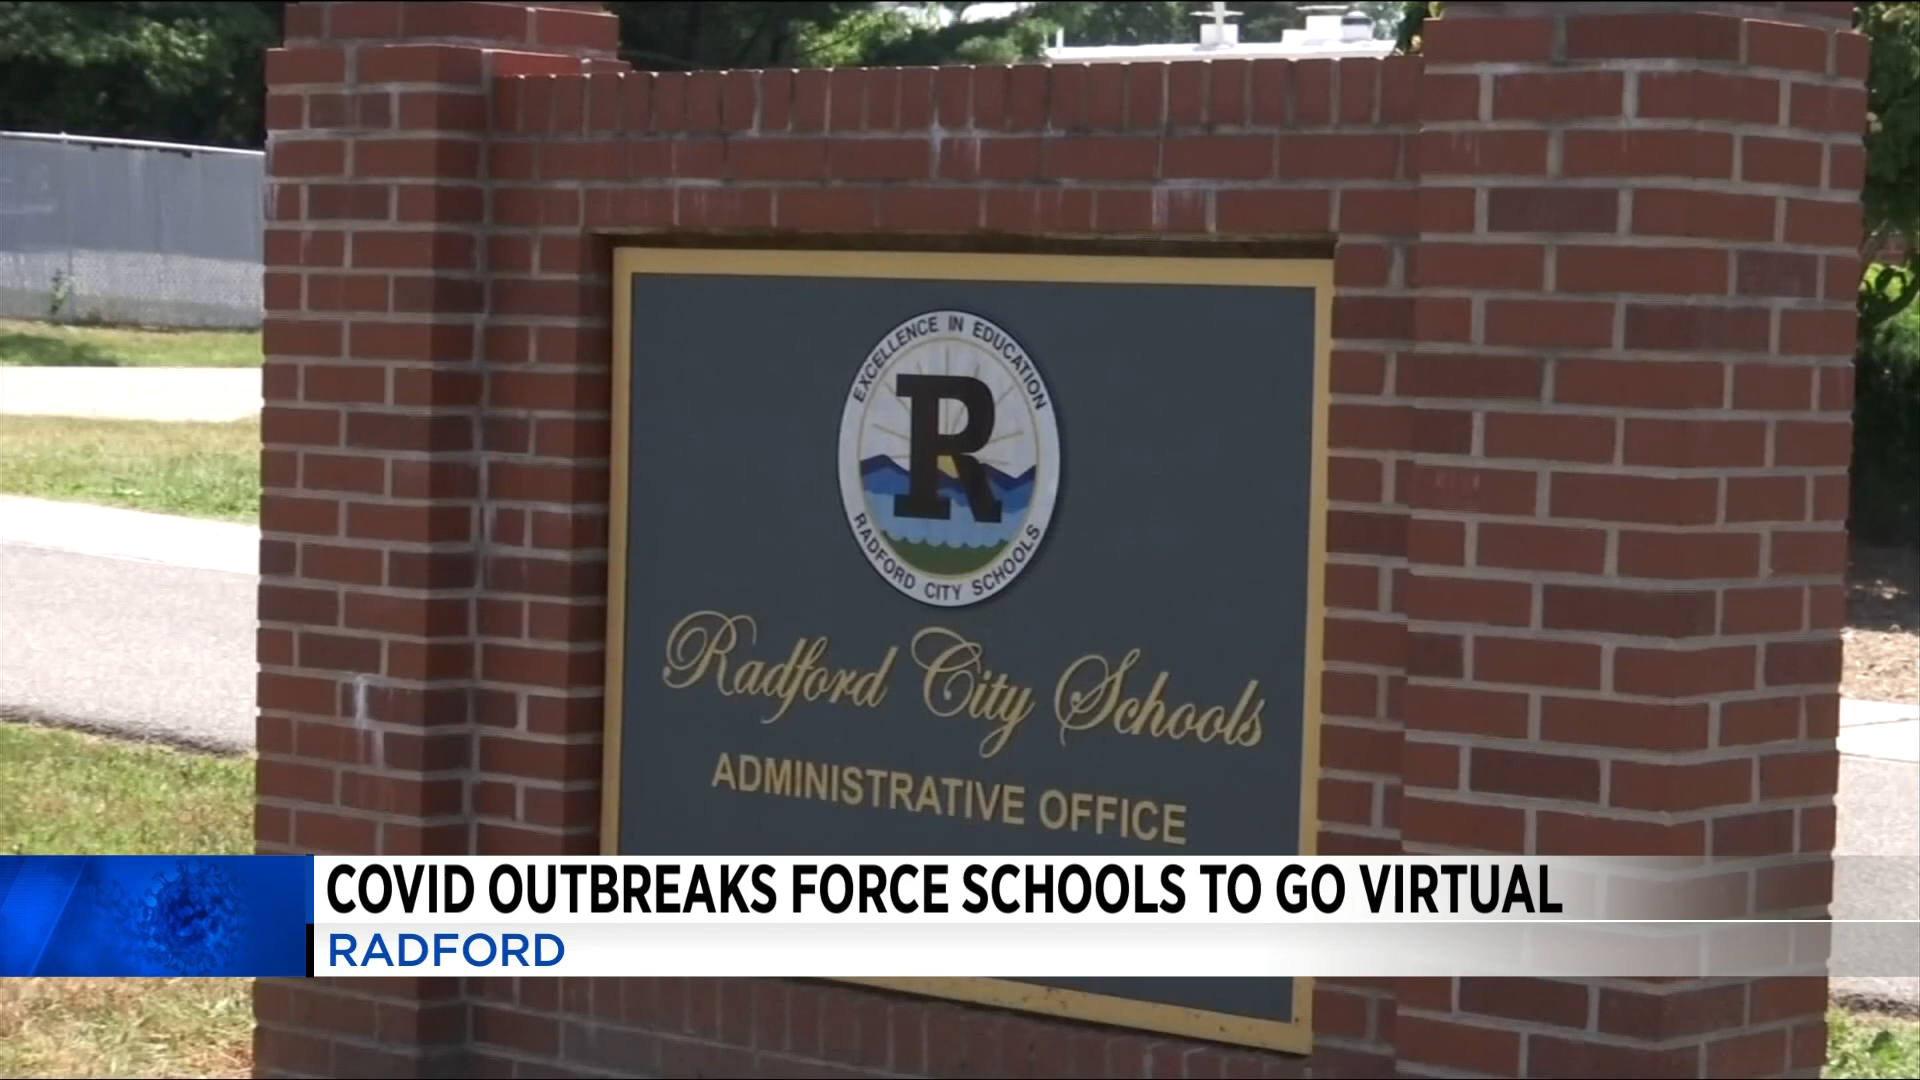 EXCELLENCE IN EDUCATION
R
RADFORD CITY SCHOOLS
Radford City Schools
ADMINISTRATIVE OFFICE
COVID OUTBREAKS FORCE SCHOOLS TO GO VIRTUAL
RADFORD